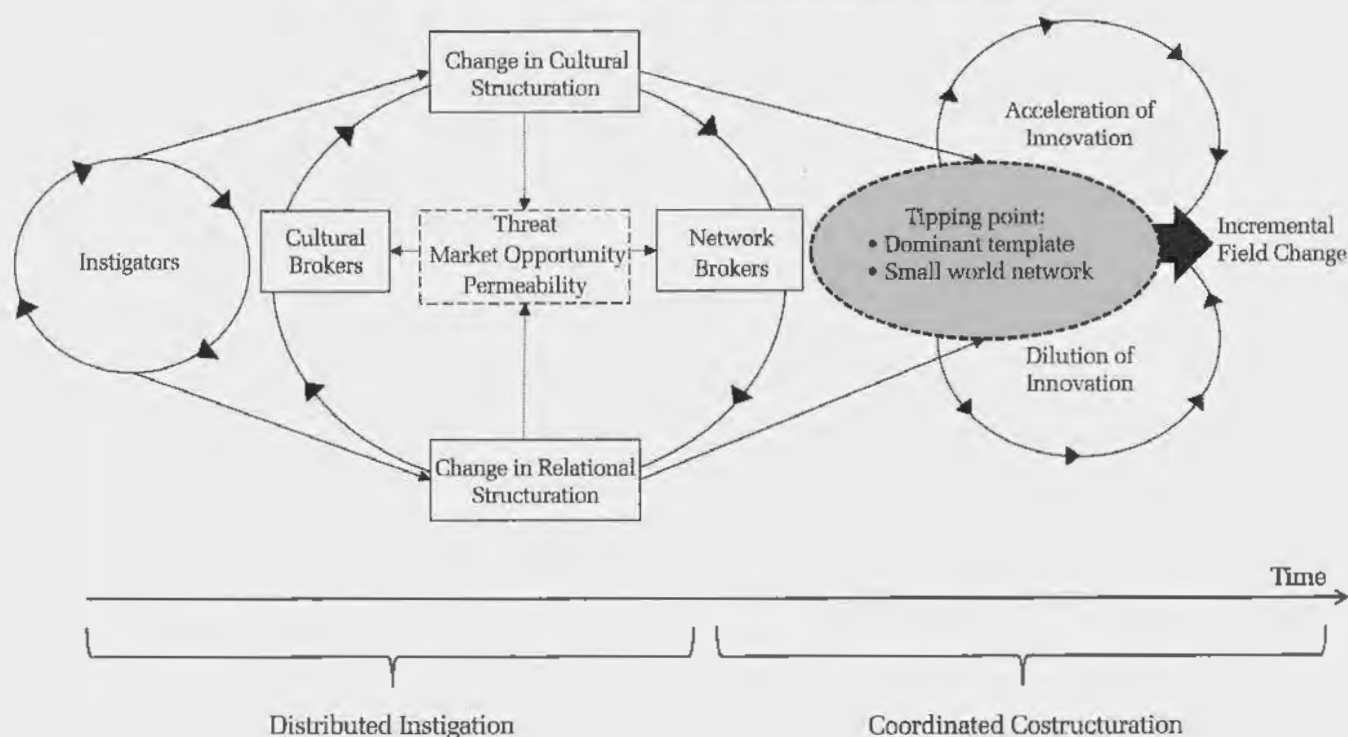 Change in Cultural
Structuration
Acceleration of
Innovation
Instigators
Cultural
Brokers
Threat
Market Opportunity
Permeability
Network
Brokers
Tipping point:
• Dominant template
• Small world network
Incremental
Field Change
Dilution of
Innovation
Change in Relational
Structuration
Time
Distributed Instigation
Coordinated Costructuration